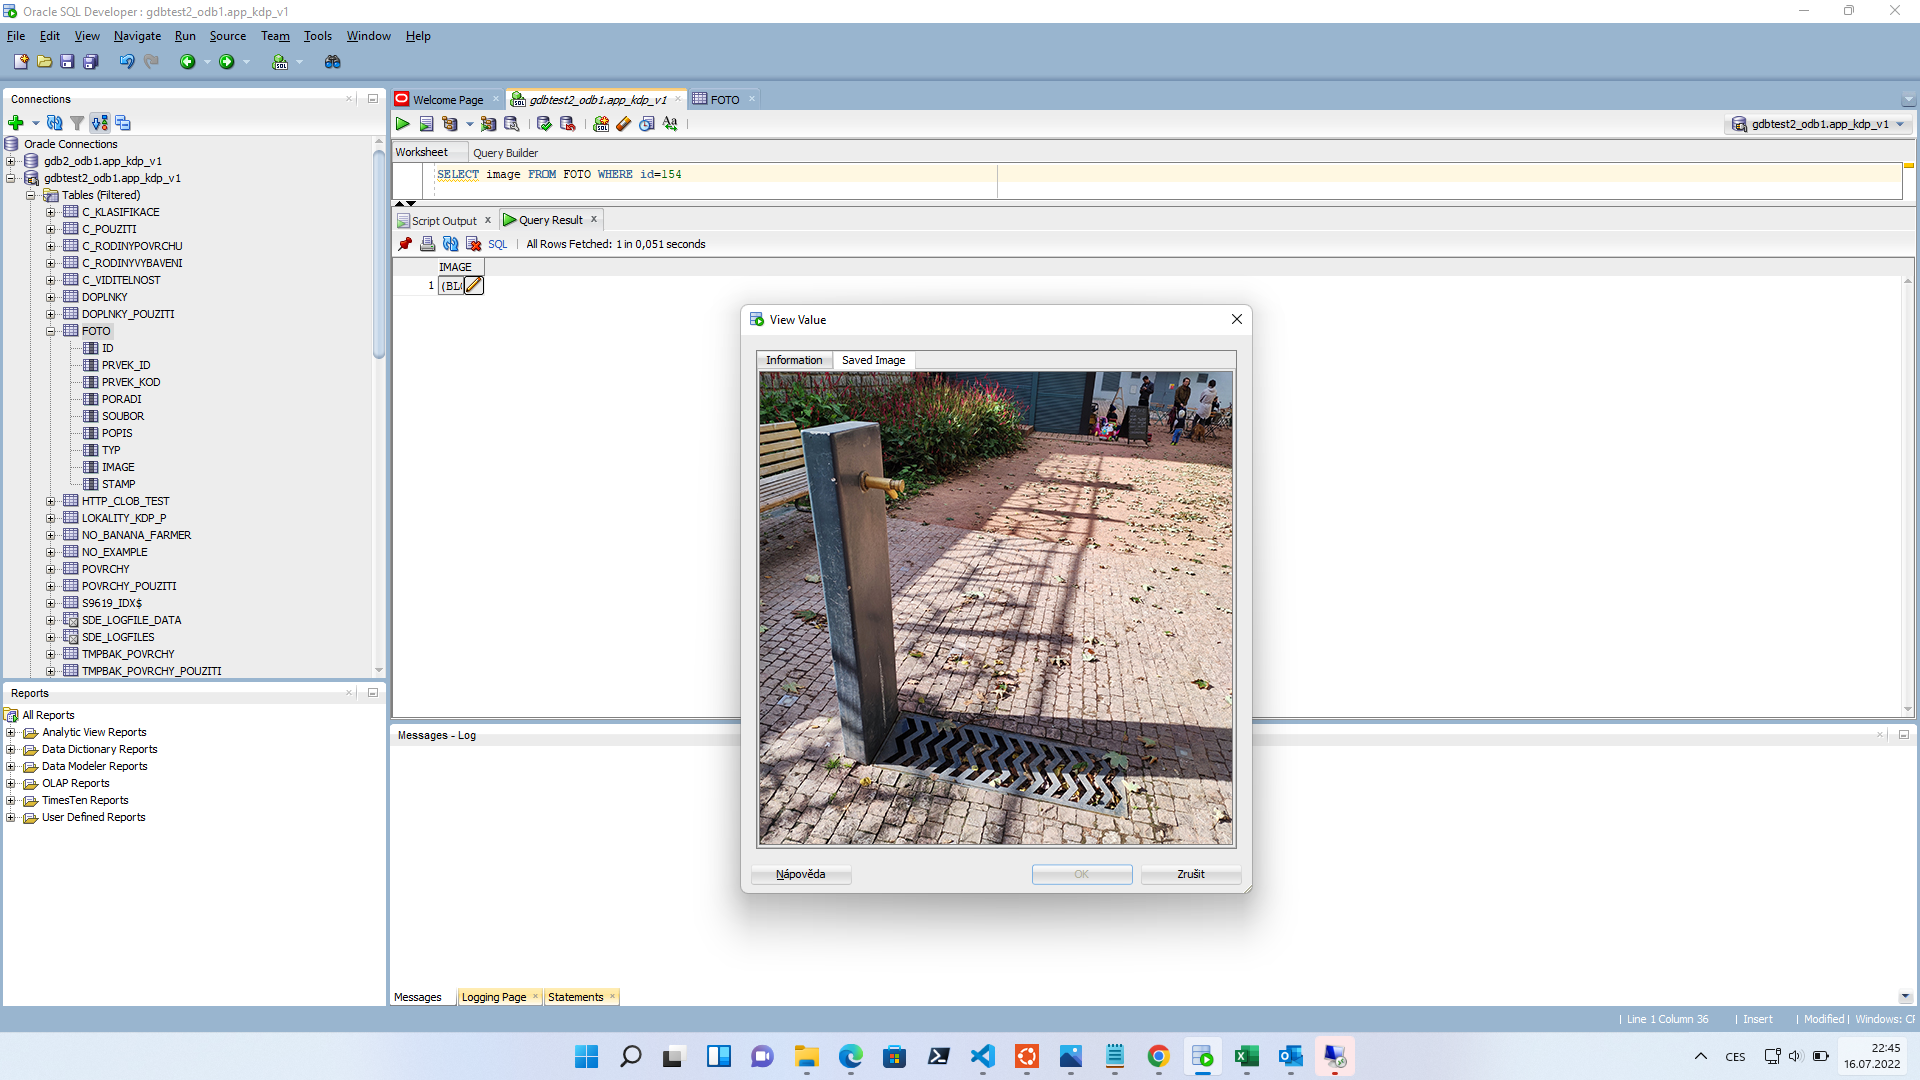 Oracle SQL Developer : gdbtest2_odb1.app_kdp_v1
File Edit View Navigate Run Source Team Tools Window Help
Connections
Oracle Connections
gdb2_odb1.app_kdp_v1
gdbtest2_odb1.app_kdp_v1
Tables (Filtered)
C_KLASIFIKACE
C_POUZITI
C_RODINYPOVRCHU
C_RODINYVYBAVENI
C_VIDITELNOST
DOPLNKY
DOPLNKY_POUZITI
FOTO
ID
PRVEK_ID
PRVEK_KOD
PORADI
SOUBOR
POPIS
TYP
IMAGE
STAMP
HTTP_CLOB_TEST
LOKALITY_KDP_P
NO_BANANA_FARMER
NO_EXAMPLE
POVRCHY
POVRCHY_POUZITI
S9619_IDX$
SDE_LOGFILE_DATA
SDE_LOGFILES
TMPBAK_POVRCHY
TMPBAK_POVRCHY_POUZITI
Reports
All Reports
Analytic View Reports
Data Dictionary Reports
Data Modeler Reports
OLAP Reports
TimesTen Reports
User Defined Reports
Welcome Page gdbtest2_odb1.app_kdp_v1 FOTO
gdbtest2_odb1.app_kdp_v1
Worksheet Query Builder
SELECT image FROM FOTO WHERE id=154
Script Output Query Result
SQL All Rows Fetched: 1 in 0,051 seconds
IMAGE
1 (BL
View Value
Information Saved Image
Nápověda OK Zrušit
Messages - Log
Messages Logging Page Statements
Line 1 Column 36 Insert Modified Windows: CF
CES
22:45
16.07.2022